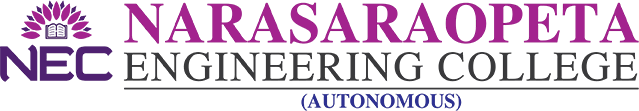 NEC
NARASARAOPETA
ENGINEERING COLLEGE
(AUTONOMOUS)